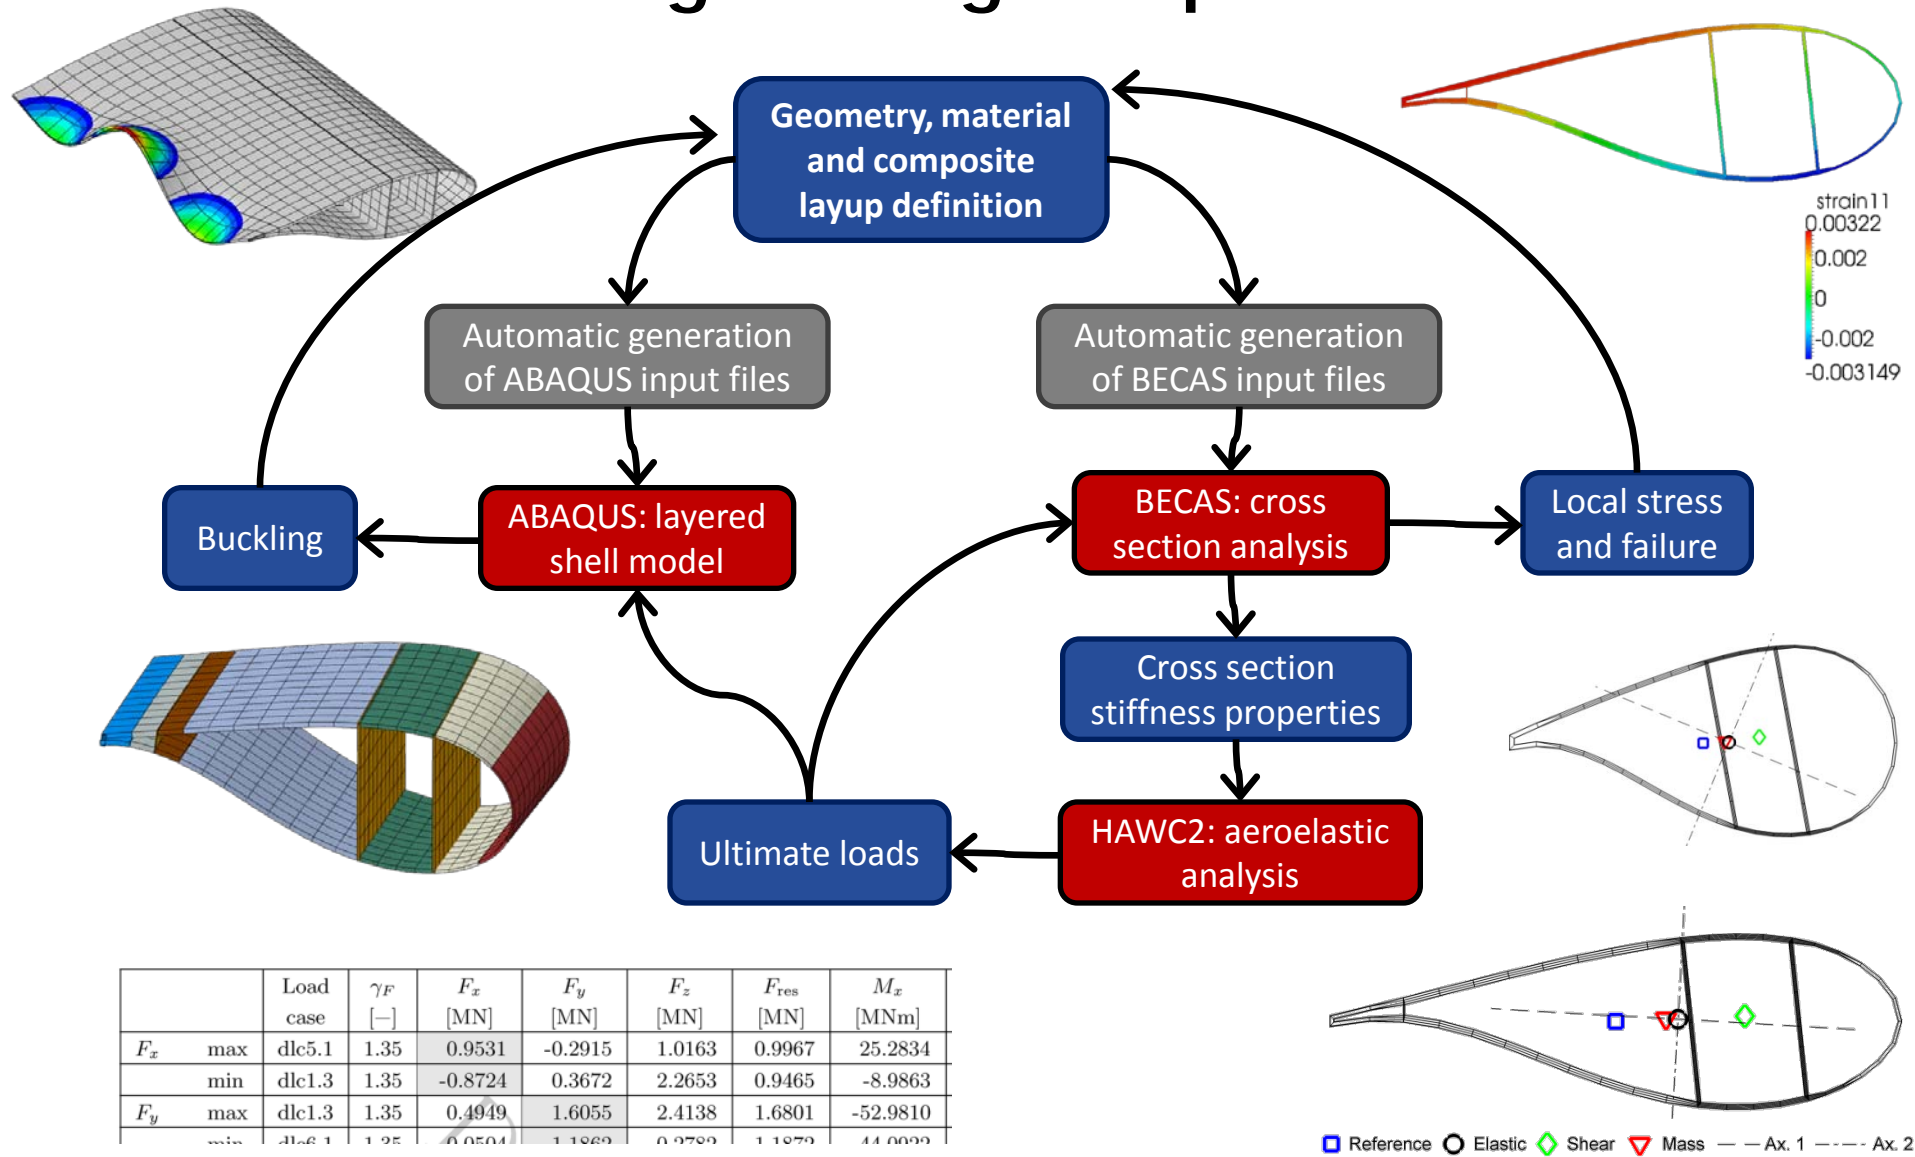 Geometry, material
and composite
layup definition
strain11
0.00322
0.002
0
-0.002
-0.003149
Automatic generation
of ABAQUS input files
Automatic generation
of BECAS input files
Buckling
ABAQUS: layered
shell model
BECAS: cross
section analysis
Local stress
and failure
Cross section
stiffness properties
Ultimate loads
HAWC2: aeroelastic
analysis
Load γF Fx Fy Fz Fres Mx
case [−] [MN] [MN] [MN] [MN] [MNm]
Fx max dlc5.1 1.35 0.9531 -0.2915 1.0163 0.9967 25.2834
min dlc1.3 1.35 -0.8724 0.3672 2.2653 0.9465 -8.9863
Fy max dlc1.3 1.35 0.4949 1.6055 2.4138 1.6801 -52.9810
Reference Elastic Shear Mass Ax. 1 Ax. 2